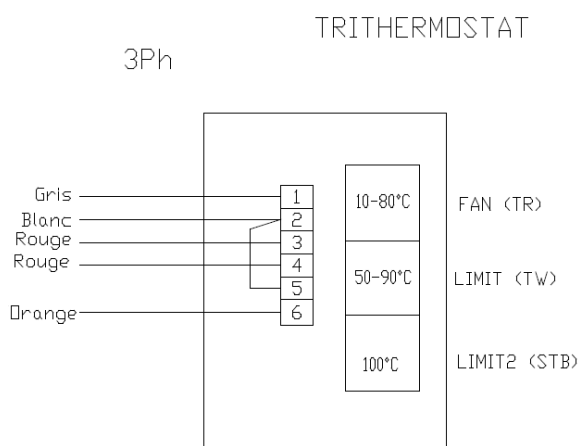 TRITHERMOSTAT
3Ph
Gris
Blanc
Rouge
Rouge
Orange
1
2
3
4
5
6
10-80°C
50-90°C
100°C
FAN (TR)
LIMIT (TW)
LIMIT2 (STB)